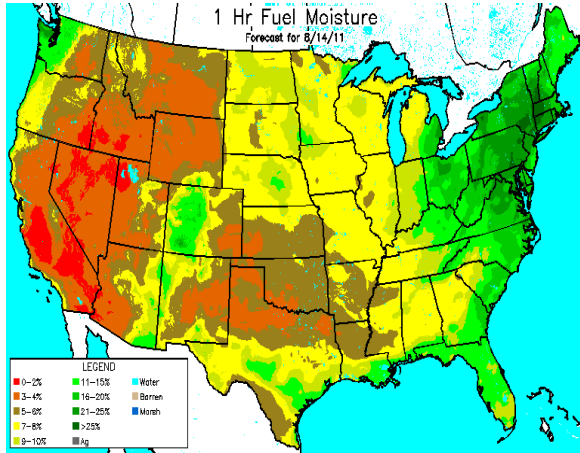 1 Hr Fuel Moisture
Forecast for 8/14/11
LEGEND
0-2%
3-4%
5-6%
7-8%
9-10%
11-15%
16-20%
21-25%
>25%
Ag
Water
Barren
Marsh